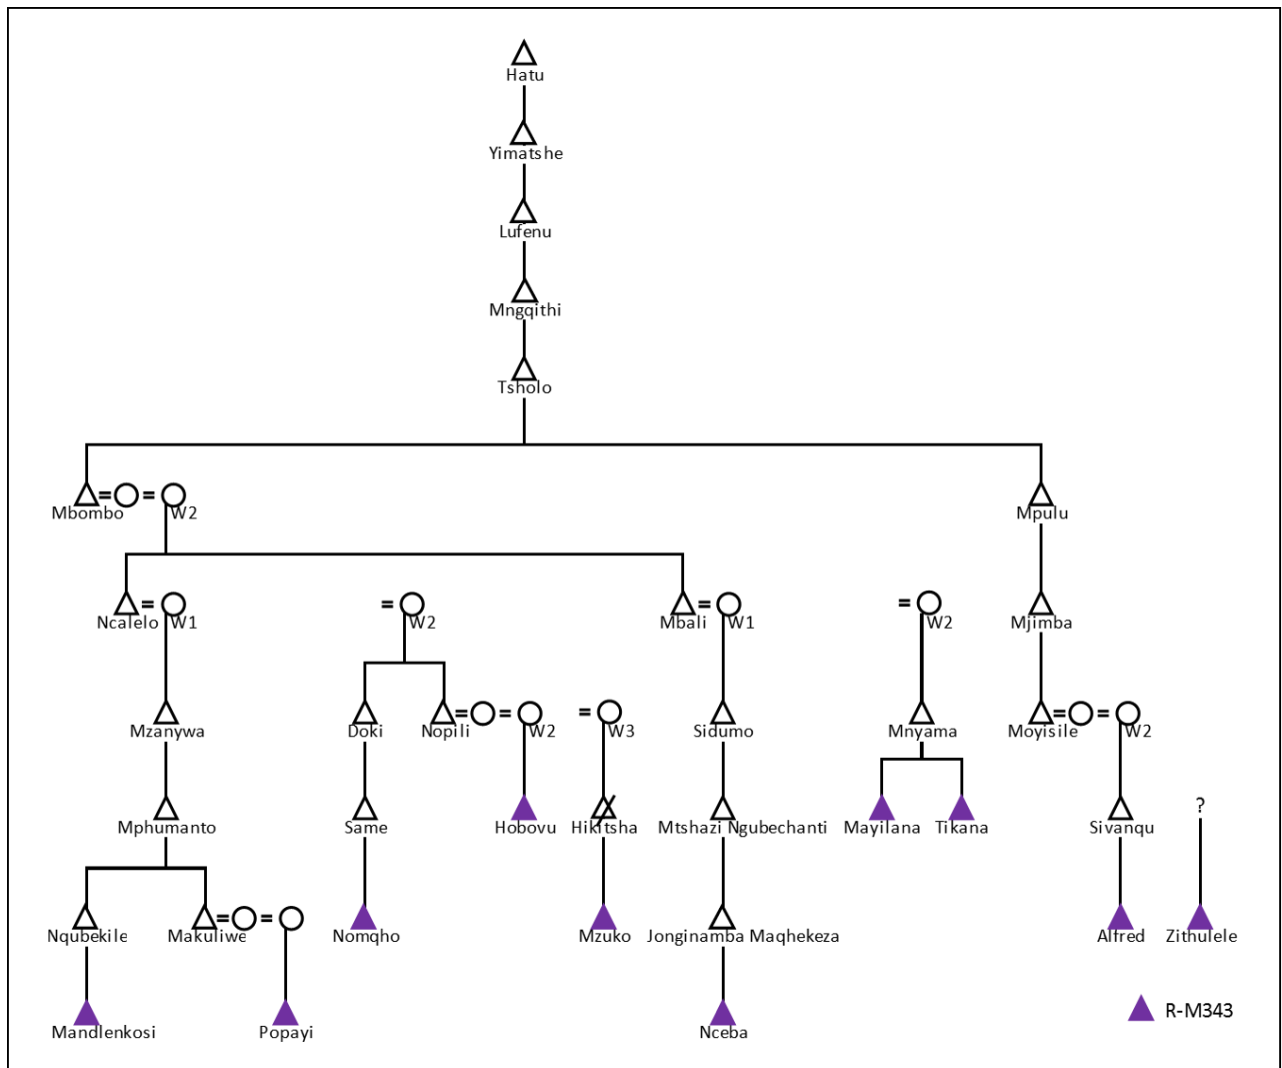 Hatu
Yimatshe
Lufenu
Mngqithi
Tsholo
Mbombo = = W2 Mpulu
Ncalelo = W1 = W2 Mbali = W1 = W2 Mjimba
Mzanywa Doki Nopili = = W2 = W3 Sidumo Mnyama Moyisile = = W2
?
Mphumanto Same Hobovu Hikitsha Mtshazi Ngubechanti Mayilana Tikana Sivanqu
Nqubekile Makuliwe = = Nomqho Mzuko Jonginamba Maqhekeza Alfred Zithulele
R-M343
Mandlenkosi Popayi Nceba